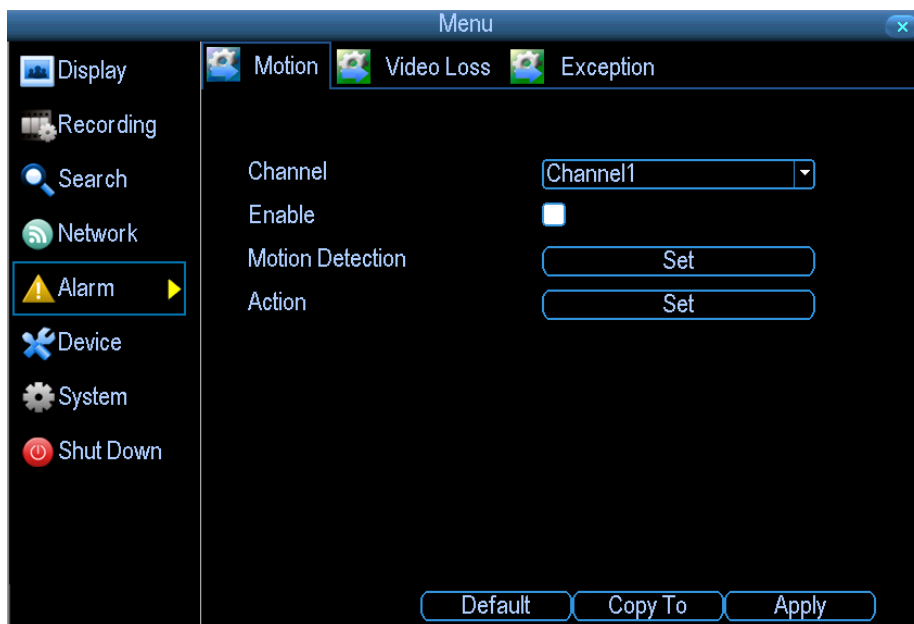 Menu
Display
Recording
Search
Network
Alarm
Device
System
Shut Down
Motion Video Loss Exception
Channel Channel1
Enable
Motion Detection Set
Action Set
Default Copy To Apply